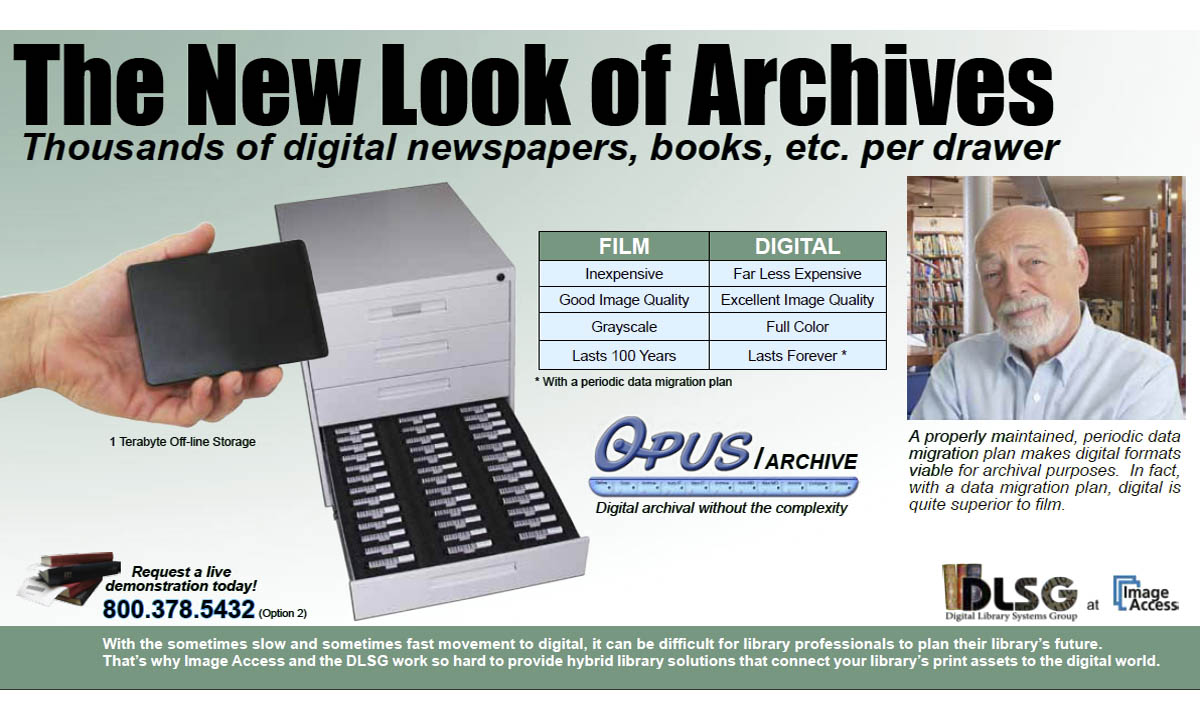 The New Look of Archives
Thousands of digital newspapers, books, etc. per drawer
FILM DIGITAL
Inexpensive Far Less Expensive
Good Image Quality Excellent Image Quality
Grayscale Full Color
Lasts 100 Years Lasts Forever *
* With a periodic data migration plan
1 Terabyte Off-line Storage
OPUS / ARCHIVE
Digital archival without the complexity
A properly maintained, periodic data
migration plan makes digital formats
viable for archival purposes. In fact,
with a data migration plan, digital is
quite superior to film.
Request a live
demonstration today!
800.378.5432 (Option 2)
DLSG at Image
Access
Digital Library Systems Group
With the sometimes slow and sometimes fast movement to digital, it can be difficult for library professionals to plan their library's future.
That's why Image Access and the DLSG work so hard to provide hybrid library solutions that connect your library's print assets to the digital world.